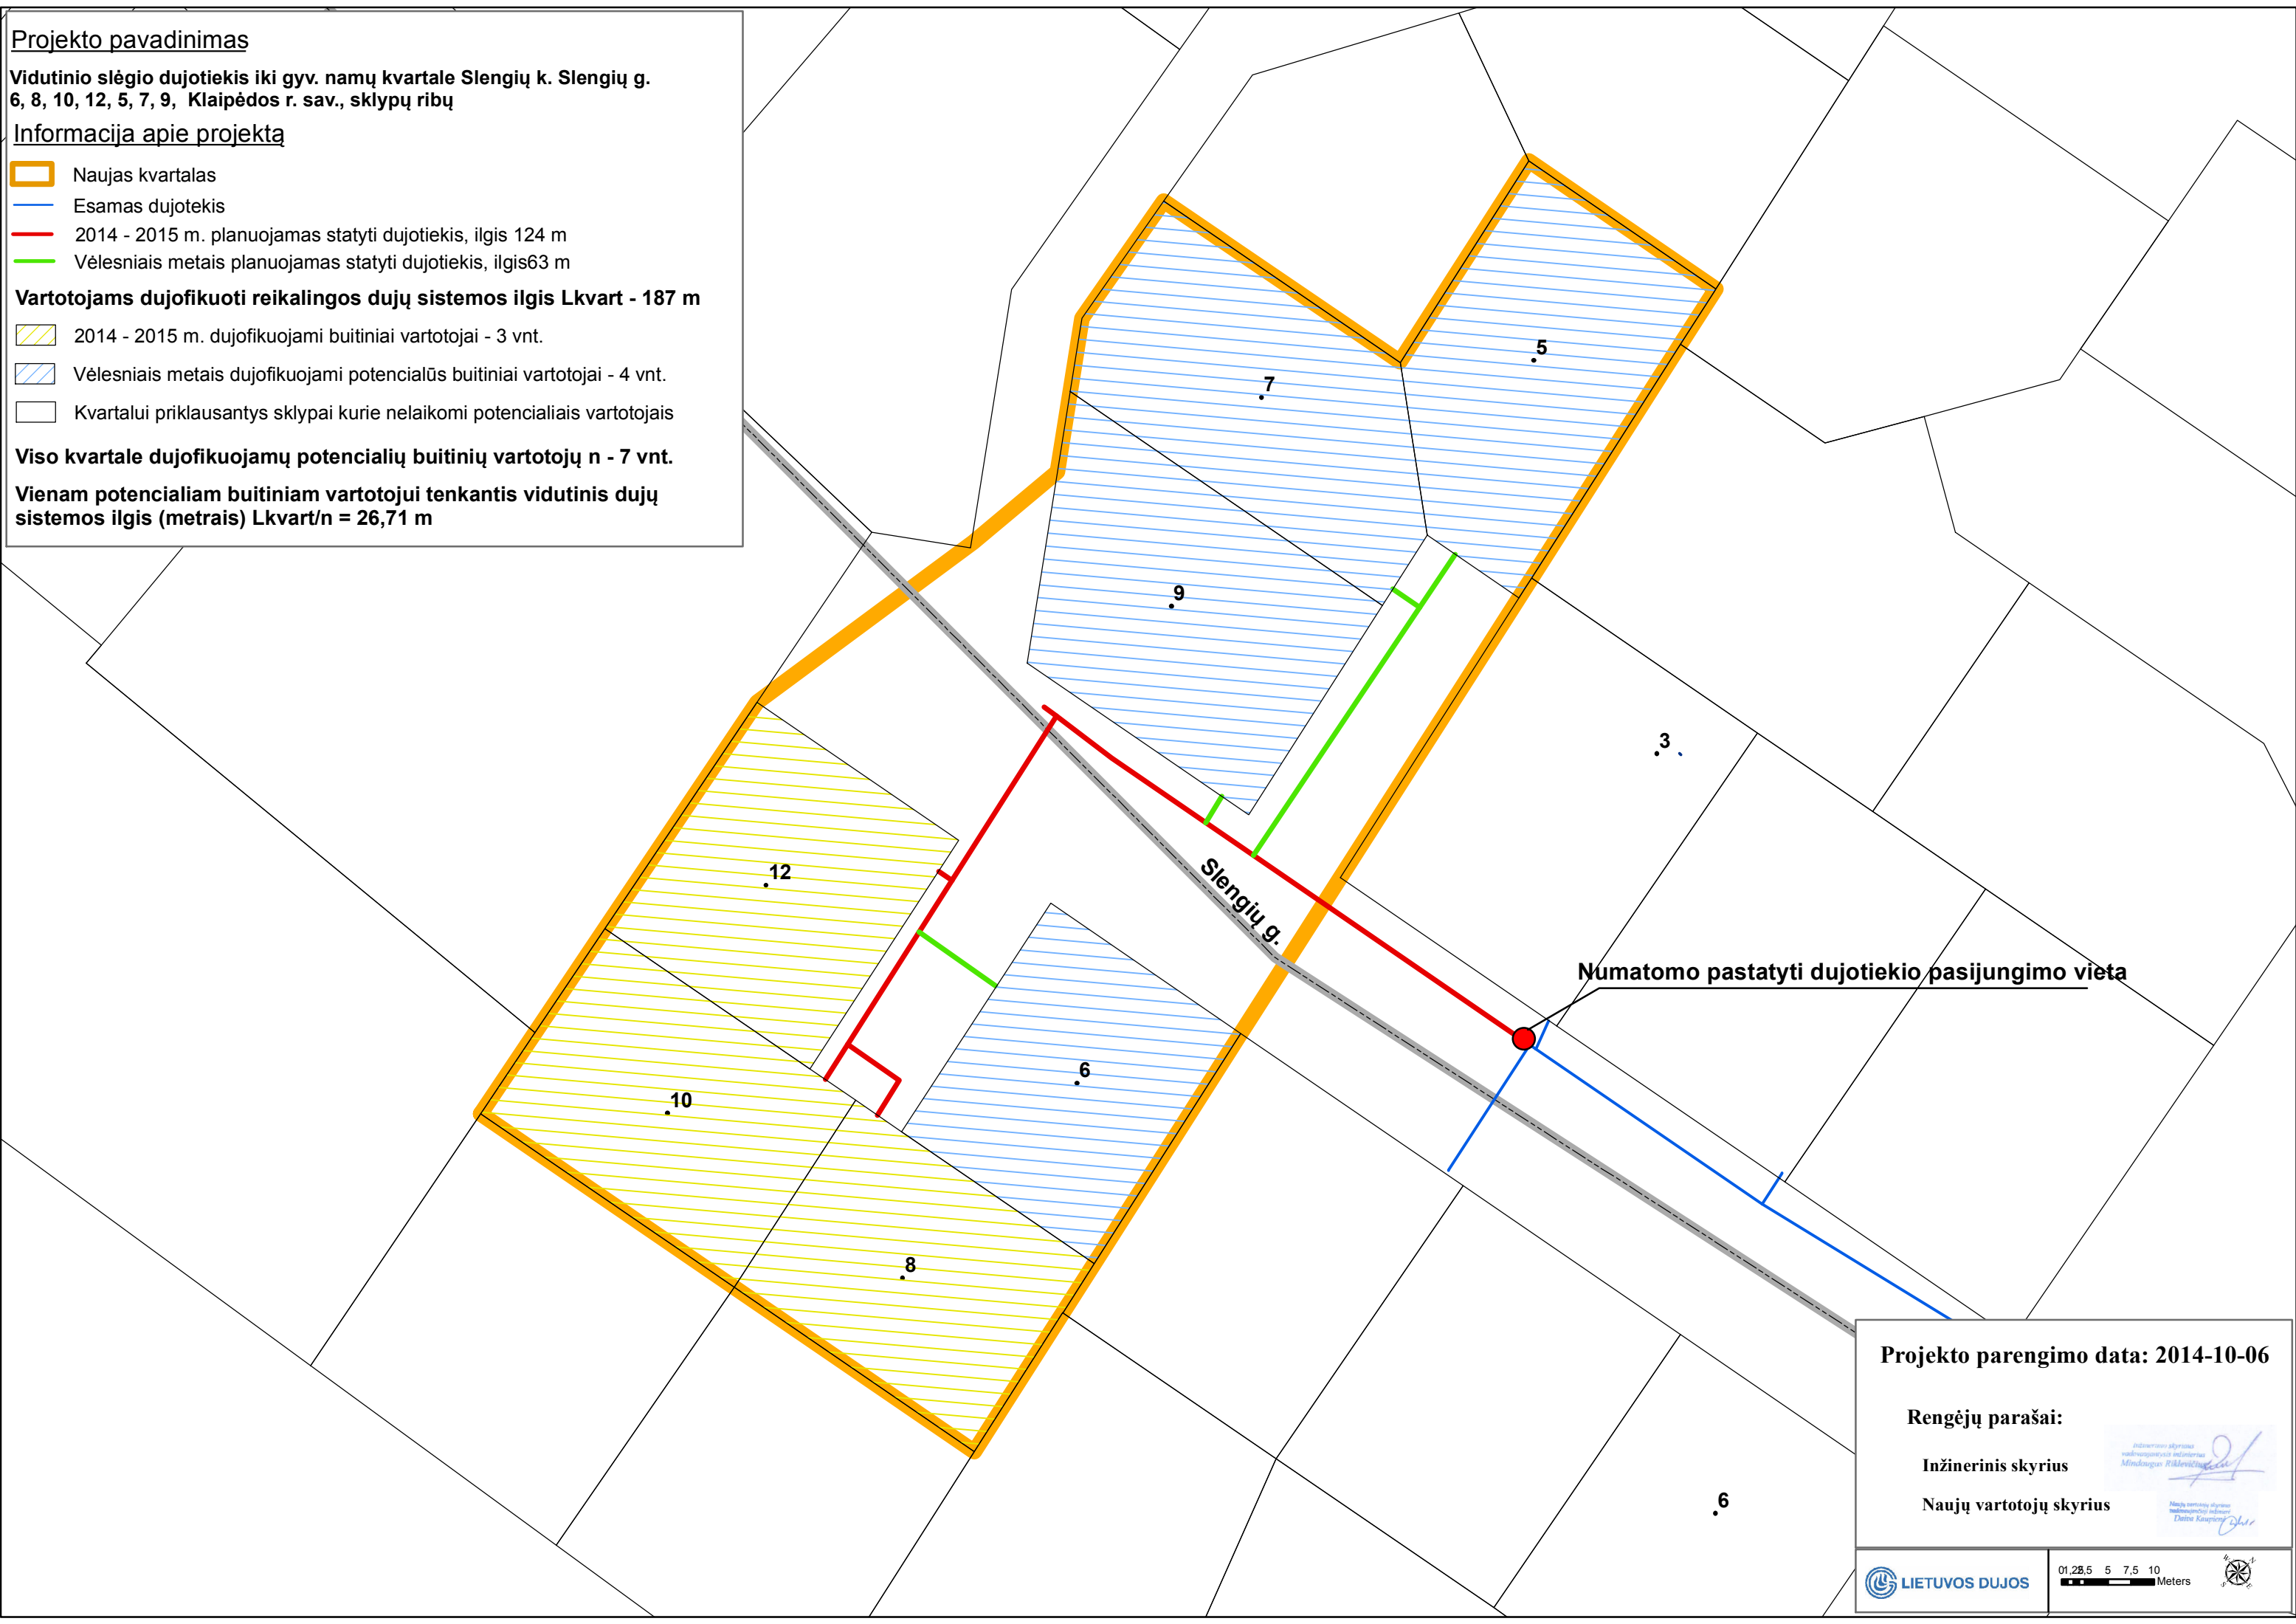 Projekto pavadinimas
Vidutinio slėgio dujotiekis iki gyv. namų kvartale Slengių k. Slengių g.
6, 8, 10, 12, 5, 7, 9, Klaipėdos r. sav., sklypų ribų
Informacija apie projektą
Naujas kvartalas
Esamas dujotekis
2014 - 2015 m. planuojamas statyti dujotiekis, ilgis 124 m
Vėlesniais metais planuojamas statyti dujotiekis, ilgis63 m
Vartotojams dujofikuoti reikalingos dujų sistemos ilgis Lkvart - 187 m
2014 - 2015 m. dujofikuojami buitiniai vartotojai - 3 vnt.
Vėlesniais metais dujofikuojami potencialūs buitiniai vartotojai - 4 vnt.
Kvartalui priklausantys sklypai kurie nelaikomi potencialiais vartotojais
Viso kvartale dujofikuojamų potencialių buitinių vartotojų n - 7 vnt.
Vienam potencialiam buitiniam vartotojui tenkantis vidutinis dujų
sistemos ilgis (metrais) Lkvart/n = 26,71 m
5
7
9
3
12
Slengių g.
Numatomo pastatyti dujotiekio pasijungimo vieta
6
10
8
6
Projekto parengimo data: 2014-10-06
Rengėjų parašai:
Inžinerinis skyrius
Naujų vartotojų skyrius
LIETUVOS DUJOS
5 7,5 10
Meters
N
E
S
W